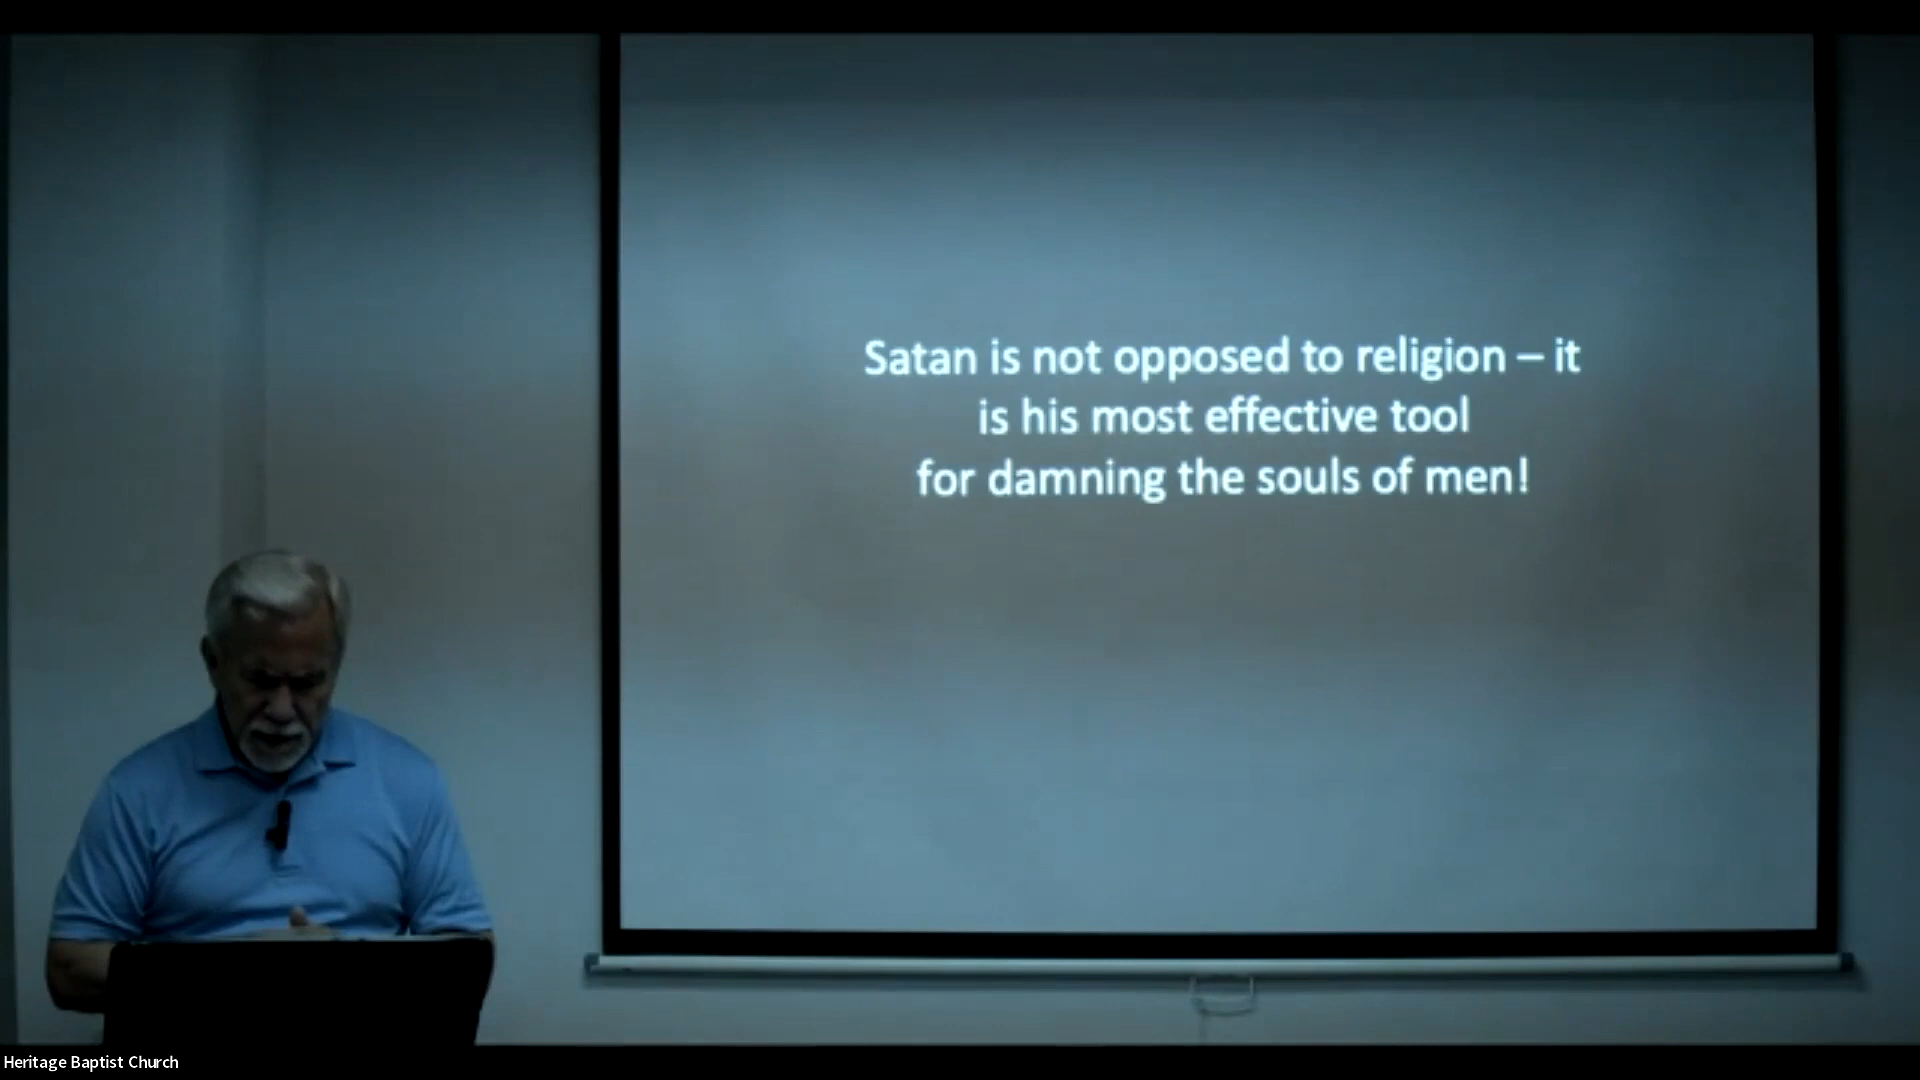 Satan is not opposed to religion – it
is his most effective tool
for damning the souls of men!
Heritage Baptist Church